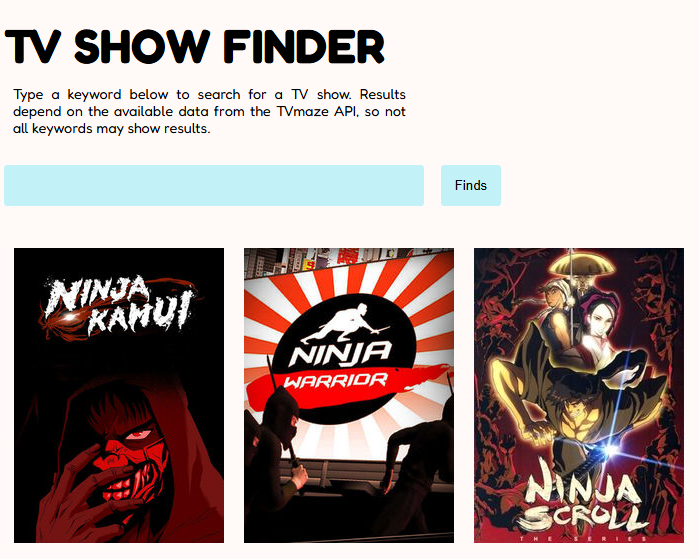 TV SHOW FINDER
Type a keyword below to search for a TV show. Results
depend on the available data from the TVmaze API, so not
all keywords may show results.
Finds
NINJA
KAMUI
NINJA
WARRIOR
NINJA
SCROLL
THE SERIES